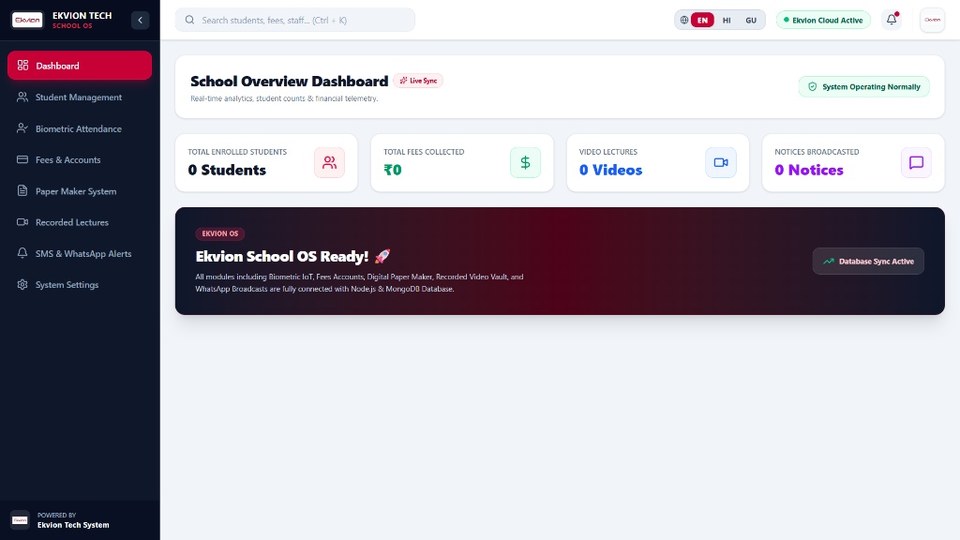 Ekvion
EKVION TECH
SCHOOL OS
Search students, fees, staff... (Ctrl + K)
EN
HI
GU
Ekvion Cloud Active
Ekvion
Dashboard
Student Management
Biometric Attendance
Fees & Accounts
Paper Maker System
Recorded Lectures
SMS & WhatsApp Alerts
System Settings
School Overview Dashboard
Live Sync
Real-time analytics, student counts & financial telemetry.
System Operating Normally
TOTAL ENROLLED STUDENTS
0 Students
TOTAL FEES COLLECTED
₹0
VIDEO LECTURES
0 Videos
NOTICES BROADCASTED
0 Notices
EKVION OS
Ekvion School OS Ready! 🚀
All modules including Biometric IoT, Fees Accounts, Digital Paper Maker, Recorded Video Vault, and
WhatsApp Broadcasts are fully connected with Node.js & MongoDB Database.
Database Sync Active
Ekvion
POWERED BY
Ekvion Tech System